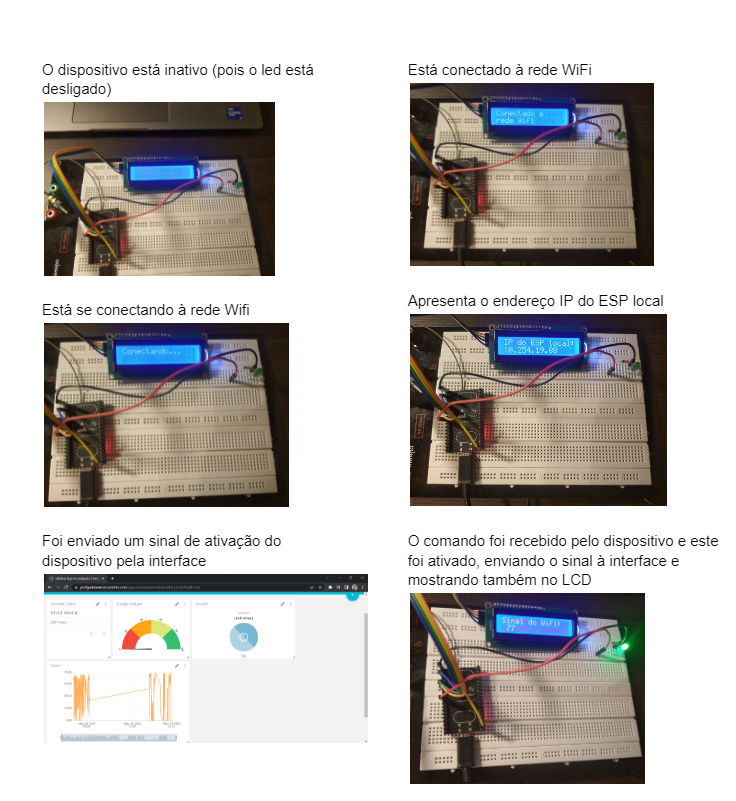 O dispositivo está inativo (pois o led está
desligado)
Está conectado à rede WiFi
Conectado a
rede Wifi
Está se conectando à rede Wifi
Conectando...
Apresenta o endereço IP do ESP local
IP do ESP local:
10.254.19.88
Foi enviado um sinal de ativação do
dispositivo pela interface
O comando foi recebido pelo dispositivo e este
foi ativado, enviando o sinal à interface e
mostrando também no LCD
Sinal do Wifi:
77